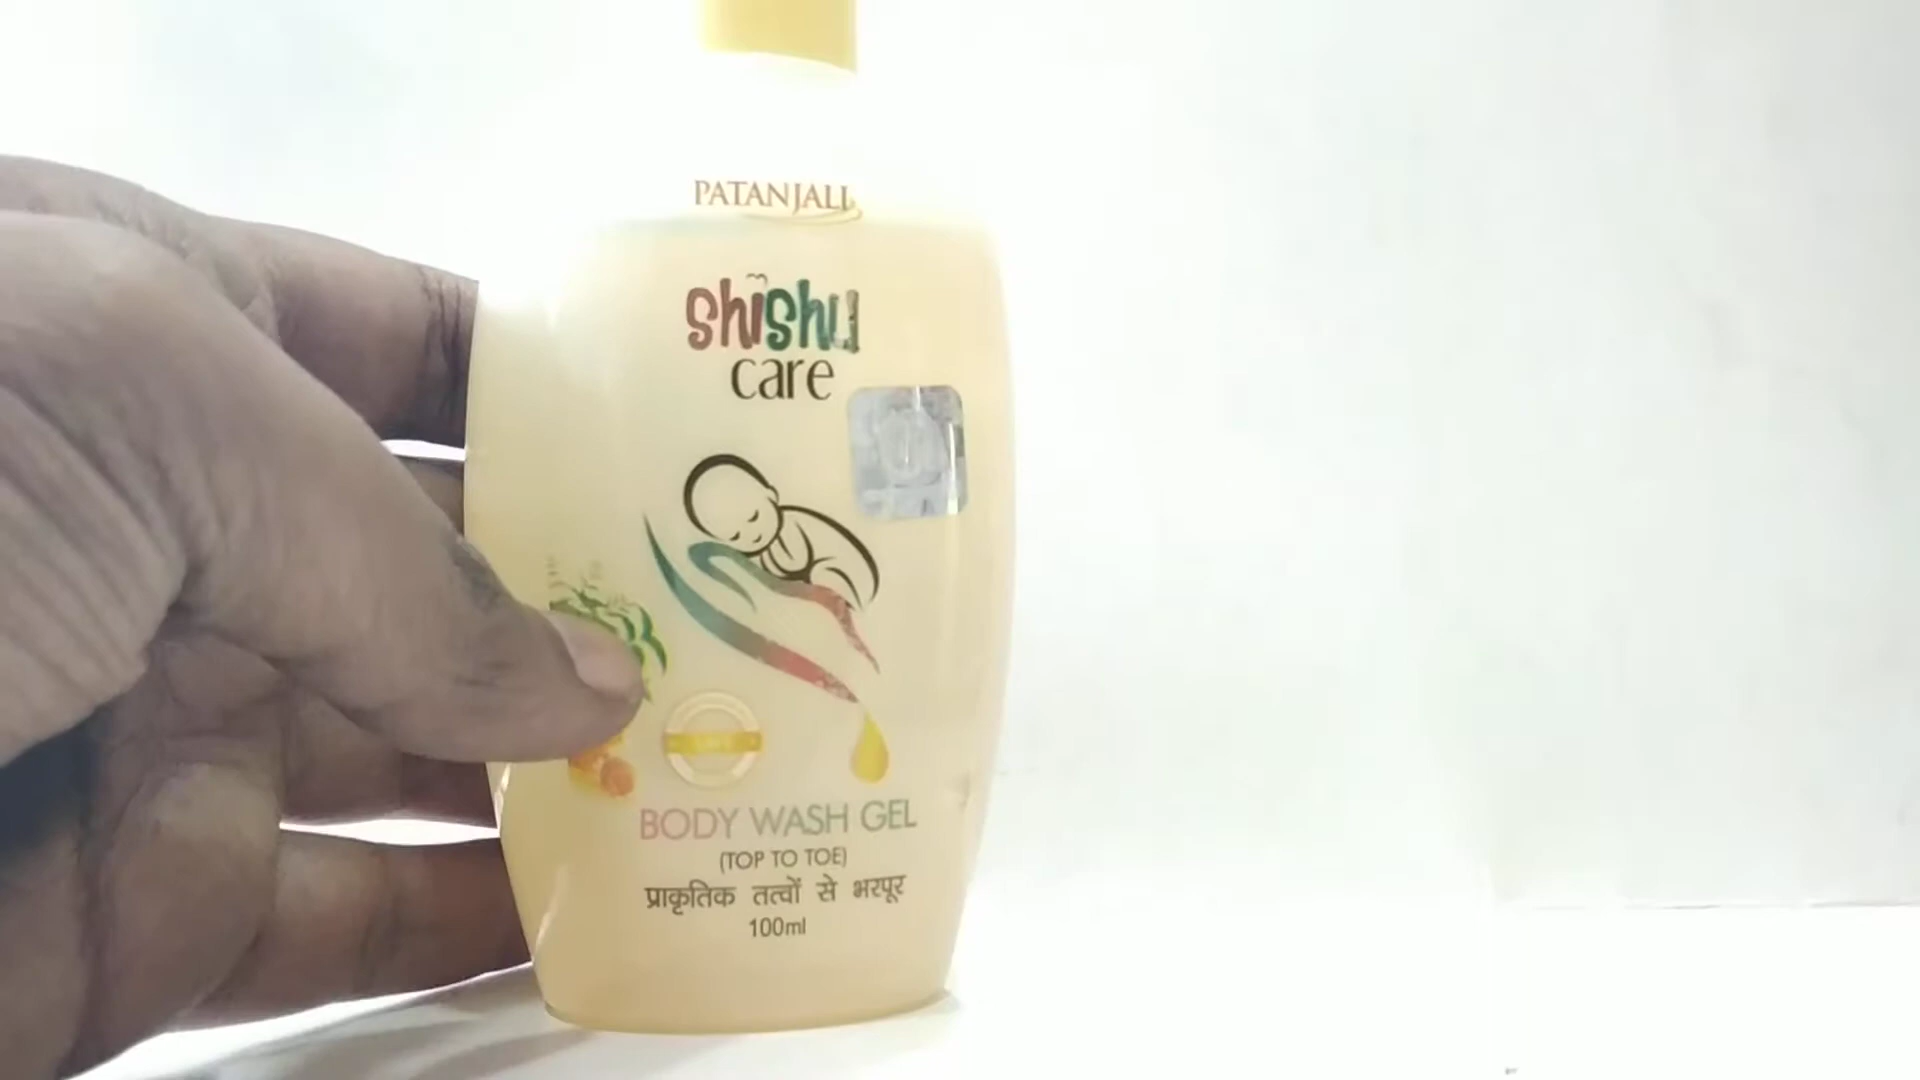 PATANJALI
shishu
care
BODY WASH GEL
(TOP TO TOE)
प्राकृतिक तत्वों से भरपूर
100ml